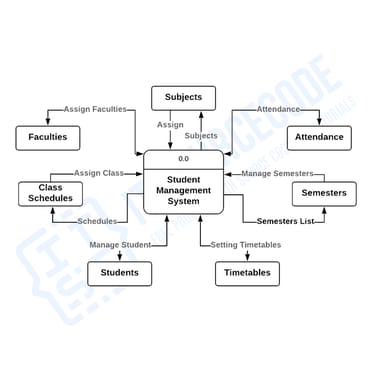 Subjects
Assign Faculties
Attendance
Assign
Subjects
Faculties
Attendance
0.0
Student
Management
System
Assign Class
Manage Semesters
Class
Schedules
Semesters
Schedules
Semesters List
Manage Student
Setting Timetables
Students
Timetables